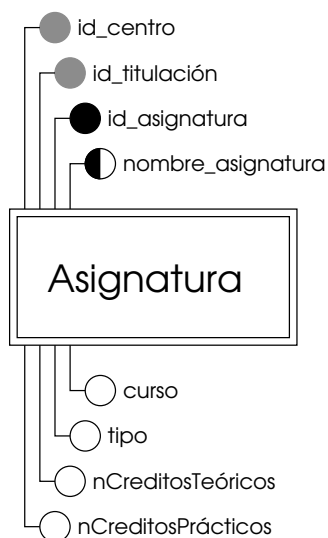 id_centro
id_titulación
id_asignatura
nombre_asignatura
Asignatura
curso
tipo
nCreditosTeóricos
nCreditosPrácticos